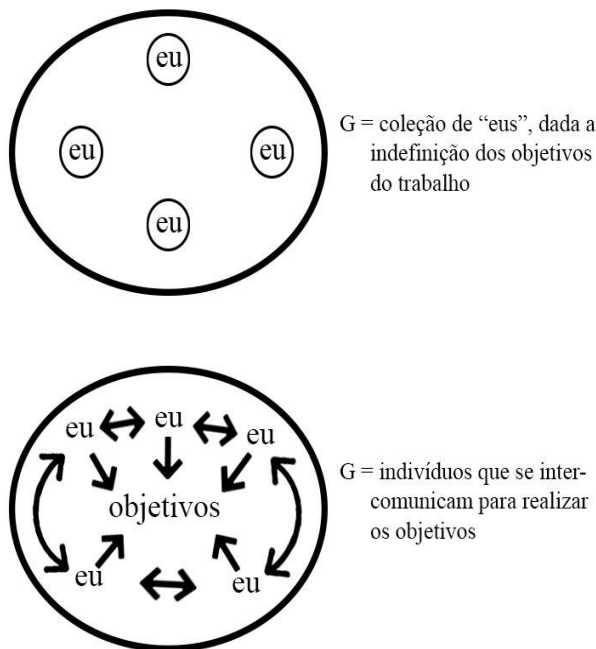 eu
eu
eu
eu
G = coleção de “eus”, dada a
indefinição dos objetivos
do trabalho
eu
eu
eu
objetivos
eu
eu
G = indivíduos que se inter-
comunicam para realizar
os objetivos